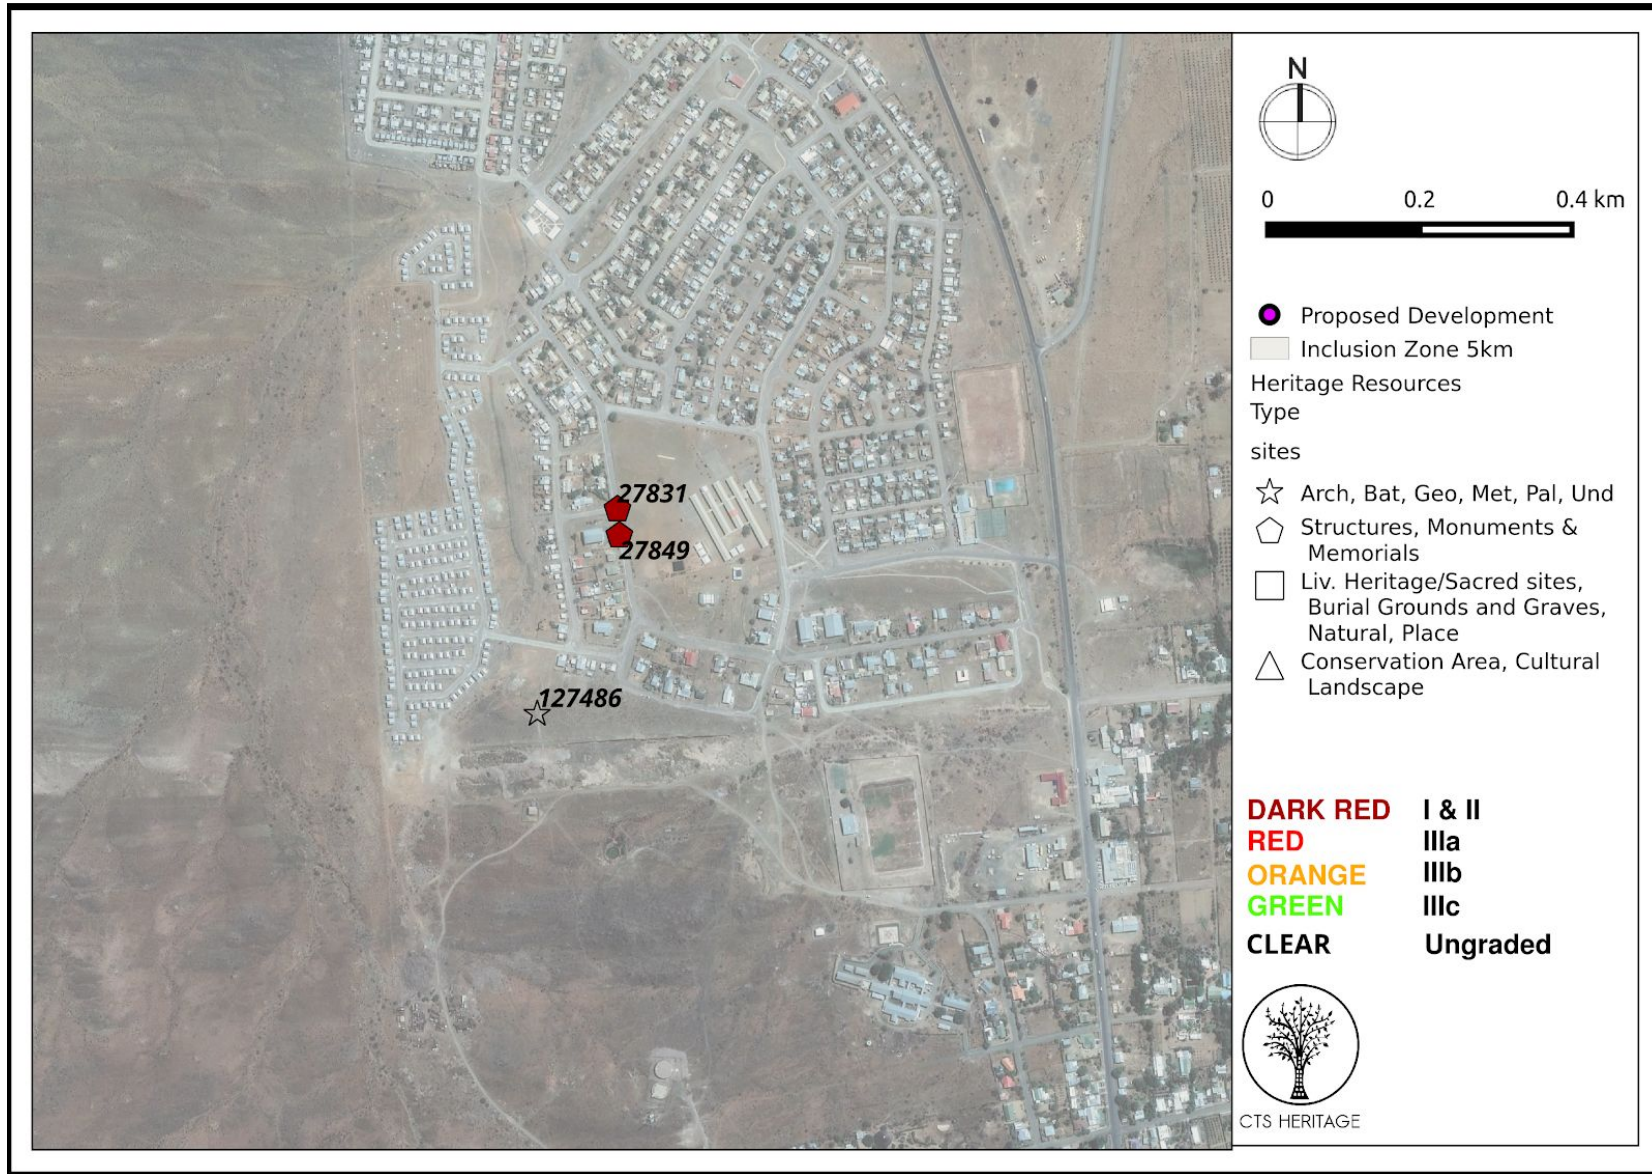 27831
27849
127486
N
0 0.2 0.4 km
Proposed Development
Inclusion Zone 5km
Heritage Resources
Type
sites
Arch, Bat, Geo, Met, Pal, Und
Structures, Monuments &
Memorials
Liv. Heritage/Sacred sites,
Burial Grounds and Graves,
Natural, Place
Conservation Area, Cultural
Landscape
DARK RED I & II
RED IIIa
ORANGE IIIb
GREEN IIIc
CLEAR Ungraded
CTS HERITAGE